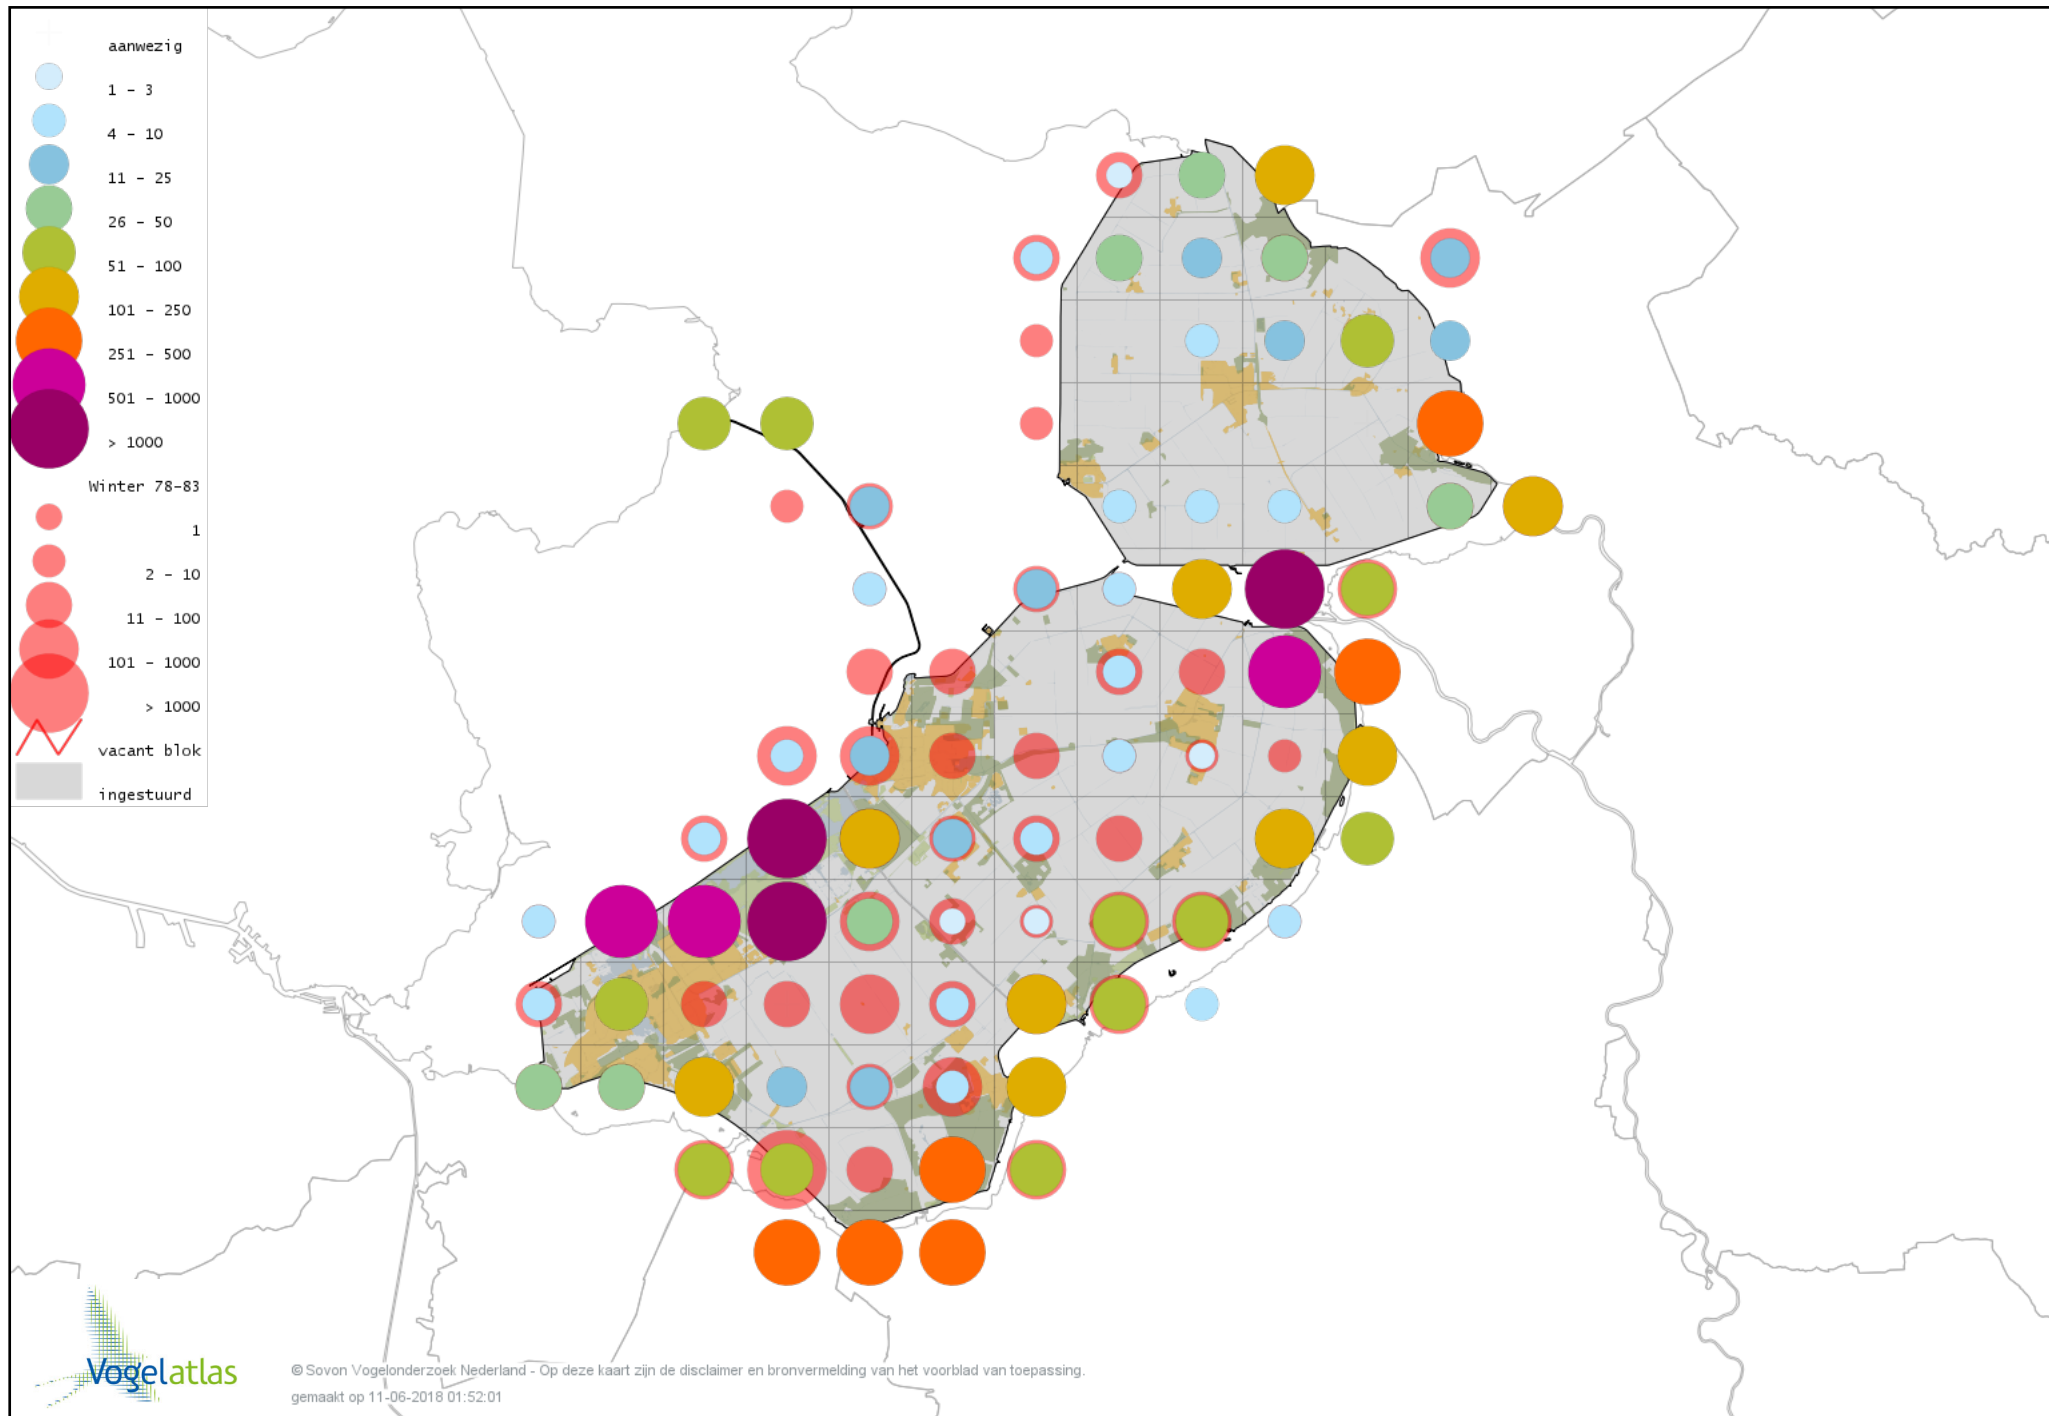 aanwezig
1 – 3
4 – 10
11 – 25
26 – 50
51 – 100
101 – 250
251 – 500
501 – 1000
> 1000
Winter 78-83
1
2 – 10
11 – 100
101 – 1000
> 1000
vacant blok
ingestuurd
Vogelatlas
© Sovon Vogelonderzoek Nederland - Op deze kaart zijn de disclaimer en bronvermelding van het voorblad van toepassing.
gemaakt op 11-06-2018 01:52:01